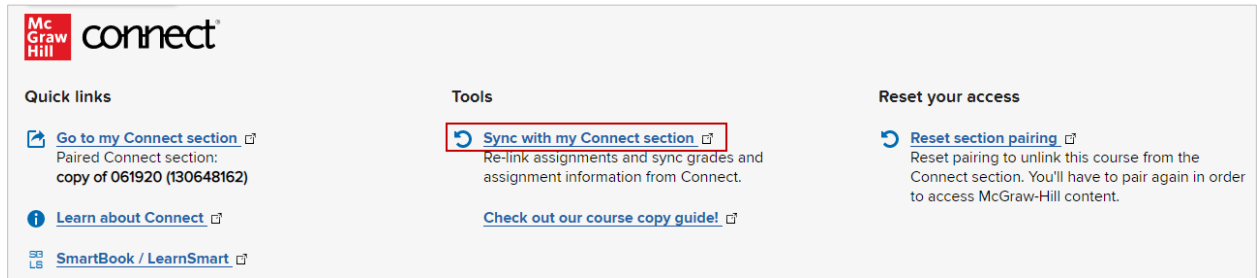 Mc
Graw
Hill
connect
Quick links
Go to my Connect section
Paired Connect section:
copy of 061920 (130648162)
Learn about Connect
SB
LS
SmartBook / LearnSmart
Tools
Sync with my Connect section
Re-link assignments and sync grades and
assignment information from Connect.
Check out our course copy guide!
Reset your access
Reset section pairing
Reset pairing to unlink this course from the
Connect section. You'll have to pair again in order
to access McGraw-Hill content.